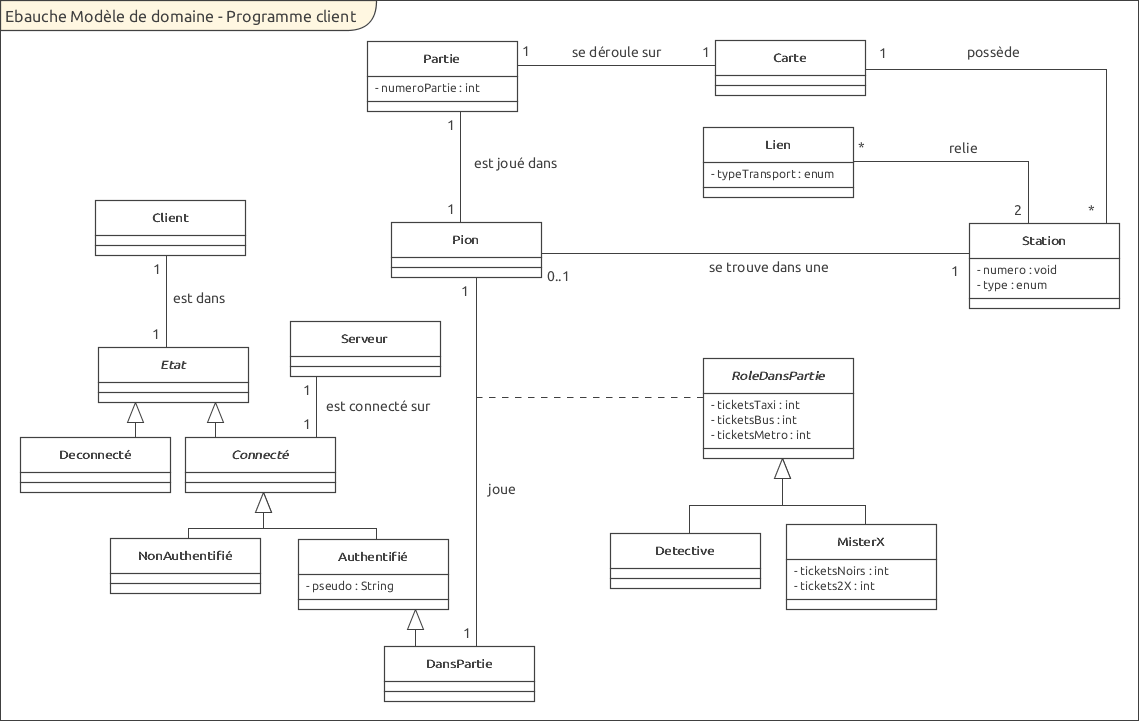 Ebauche Modèle de domaine - Programme client
Partie
- numeroPartie : int
1
se déroule sur
1
Carte
1
possède
*
1
est joué dans
1
Lien
- typeTransport : enum
*
relie
2
Client
1
est dans
1
Pion
0..1
se trouve dans une
1
Station
- numero : void
- type : enum
1
Serveur
1
est connecté sur
1
Etat
Deconnecté
Connecté
RoleDansPartie
- ticketsTaxi : int
- ticketsBus : int
- ticketsMetro : int
joue
NonAuthentifié
Authentifié
- pseudo : String
Detective
MisterX
- ticketsNoirs : int
- tickets2X : int
1
DansPartie